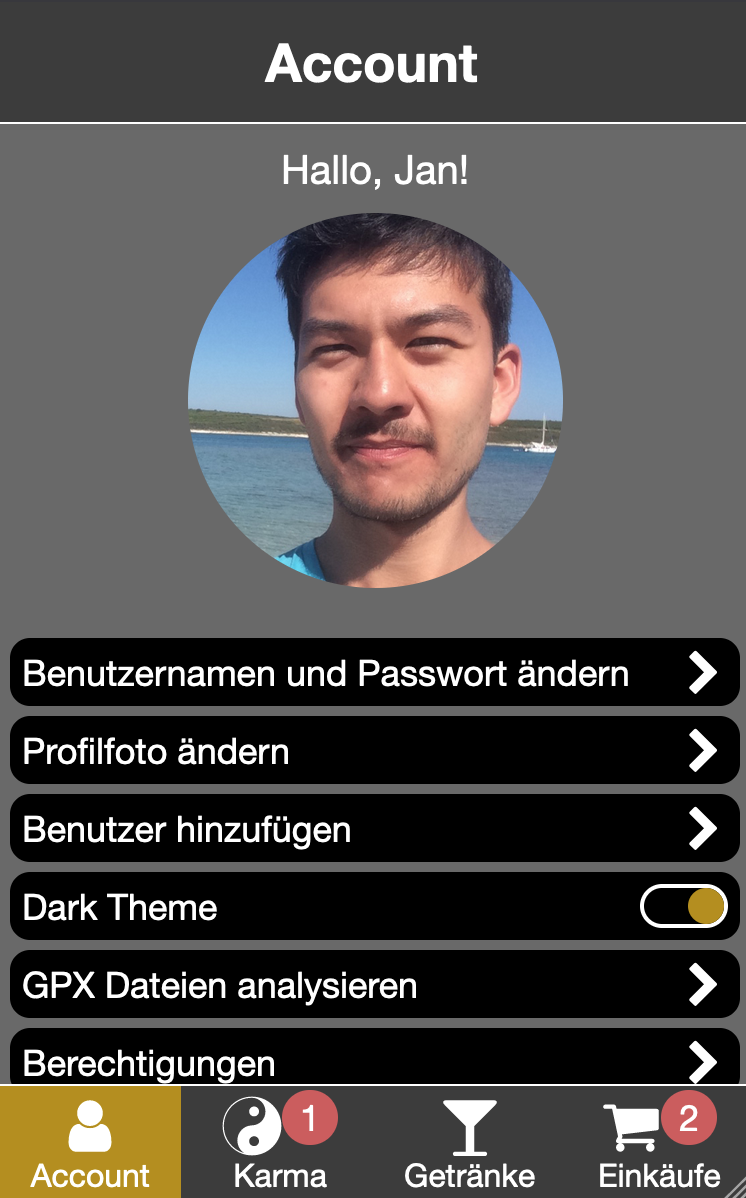 Account
Hallo, Jan!
Benutzernamen und Passwort ändern
Profilfoto ändern
Benutzer hinzufügen
Dark Theme
GPX Dateien analysieren
Berechtigungen
1
2
Account
Karma
Getränke
Einkäufe